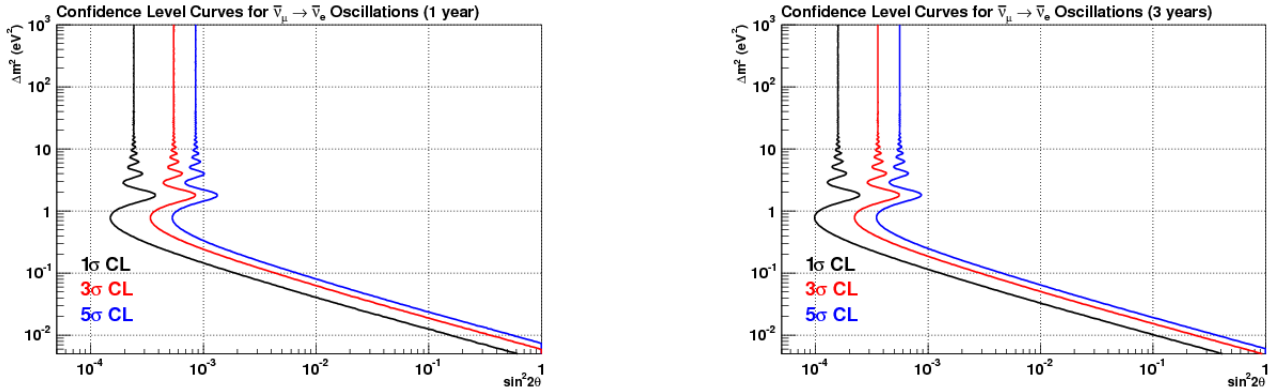 Confidence Level Curves for ν̅μ → ν̅e Oscillations (1 year)
Δm² (eV²)
10³
10²
10
1
10⁻¹
10⁻²
1σ CL
3σ CL
5σ CL
10⁻⁴ 10⁻³ 10⁻² 10⁻¹ 1
sin²2θ
Confidence Level Curves for ν̅μ → ν̅e Oscillations (3 years)
Δm² (eV²)
10³
10²
10
1
10⁻¹
10⁻²
1σ CL
3σ CL
5σ CL
10⁻⁴ 10⁻³ 10⁻² 10⁻¹ 1
sin²2θ